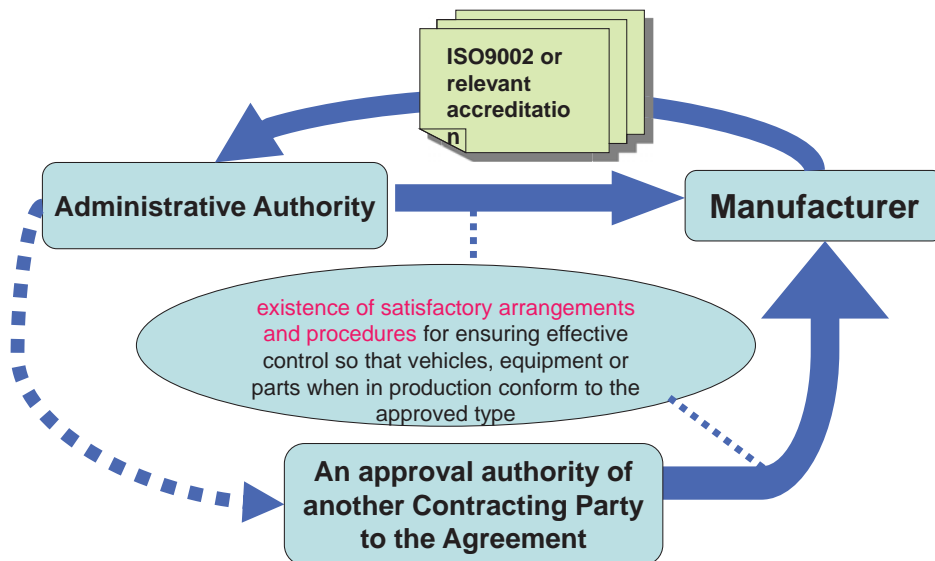 ISO9002 or
relevant
accreditatio
n
Administrative Authority
Manufacturer
existence of satisfactory arrangements
and procedures for ensuring effective
control so that vehicles, equipment or
parts when in production conform to the
approved type
An approval authority of
another Contracting Party
to the Agreement